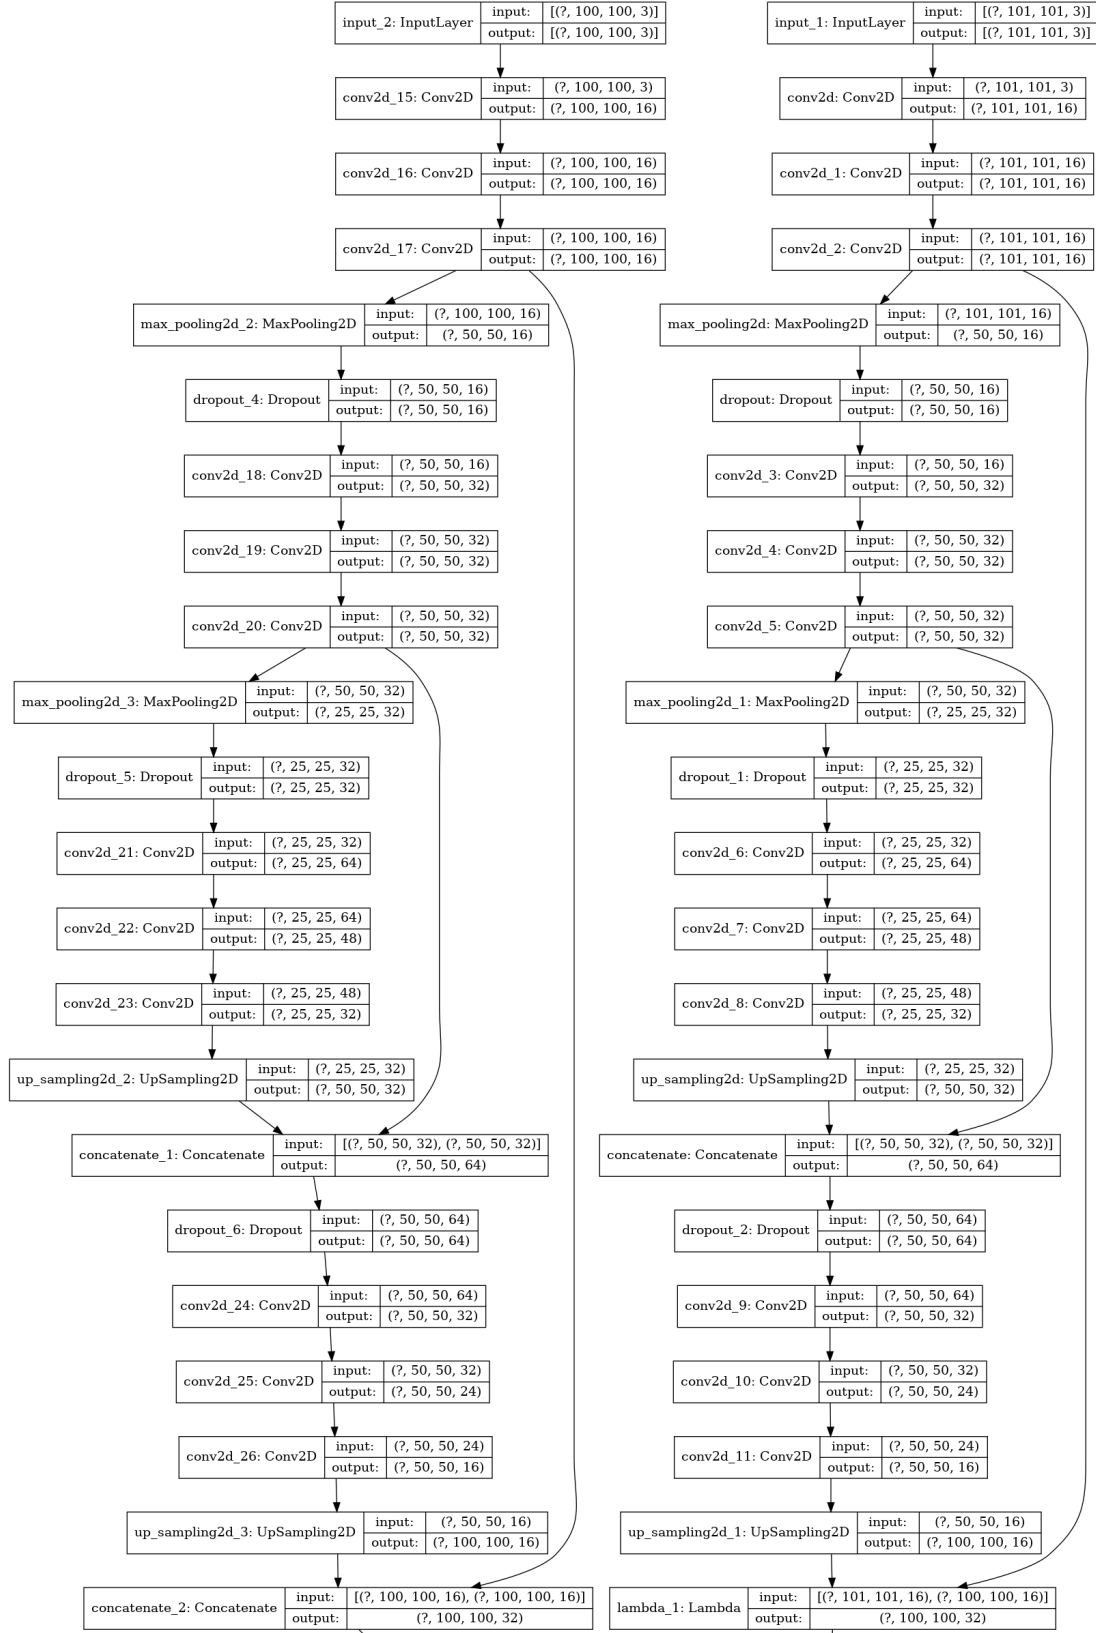 input_2: InputLayer
input: [(?, 100, 100, 3)]
output: [(?, 100, 100, 3)]
conv2d_15: Conv2D
input: (?, 100, 100, 3)
output: (?, 100, 100, 16)
conv2d_16: Conv2D
input: (?, 100, 100, 16)
output: (?, 100, 100, 16)
conv2d_17: Conv2D
input: (?, 100, 100, 16)
output: (?, 100, 100, 16)
max_pooling2d_2: MaxPooling2D
input: (?, 100, 100, 16)
output: (?, 50, 50, 16)
dropout_4: Dropout
input: (?, 50, 50, 16)
output: (?, 50, 50, 16)
conv2d_18: Conv2D
input: (?, 50, 50, 16)
output: (?, 50, 50, 32)
conv2d_19: Conv2D
input: (?, 50, 50, 32)
output: (?, 50, 50, 32)
conv2d_20: Conv2D
input: (?, 50, 50, 32)
output: (?, 50, 50, 32)
max_pooling2d_3: MaxPooling2D
input: (?, 50, 50, 32)
output: (?, 25, 25, 32)
dropout_5: Dropout
input: (?, 25, 25, 32)
output: (?, 25, 25, 32)
conv2d_21: Conv2D
input: (?, 25, 25, 32)
output: (?, 25, 25, 64)
conv2d_22: Conv2D
input: (?, 25, 25, 64)
output: (?, 25, 25, 48)
conv2d_23: Conv2D
input: (?, 25, 25, 48)
output: (?, 25, 25, 32)
up_sampling2d_2: UpSampling2D
input: (?, 25, 25, 32)
output: (?, 50, 50, 32)
concatenate_1: Concatenate
input: [(?, 50, 50, 32), (?, 50, 50, 32)]
output: (?, 50, 50, 64)
dropout_6: Dropout
input: (?, 50, 50, 64)
output: (?, 50, 50, 64)
conv2d_24: Conv2D
input: (?, 50, 50, 64)
output: (?, 50, 50, 32)
conv2d_25: Conv2D
input: (?, 50, 50, 32)
output: (?, 50, 50, 24)
conv2d_26: Conv2D
input: (?, 50, 50, 24)
output: (?, 50, 50, 16)
up_sampling2d_3: UpSampling2D
input: (?, 50, 50, 16)
output: (?, 100, 100, 16)
concatenate_2: Concatenate
input: [(?, 100, 100, 16), (?, 100, 100, 16)]
output: (?, 100, 100, 32)
input_1: InputLayer
input: [(?, 101, 101, 3)]
output: [(?, 101, 101, 3)]
conv2d: Conv2D
input: (?, 101, 101, 3)
output: (?, 101, 101, 16)
conv2d_1: Conv2D
input: (?, 101, 101, 16)
output: (?, 101, 101, 16)
conv2d_2: Conv2D
input: (?, 101, 101, 16)
output: (?, 101, 101, 16)
max_pooling2d: MaxPooling2D
input: (?, 101, 101, 16)
output: (?, 50, 50, 16)
dropout: Dropout
input: (?, 50, 50, 16)
output: (?, 50, 50, 16)
conv2d_3: Conv2D
input: (?, 50, 50, 16)
output: (?, 50, 50, 32)
conv2d_4: Conv2D
input: (?, 50, 50, 32)
output: (?, 50, 50, 32)
conv2d_5: Conv2D
input: (?, 50, 50, 32)
output: (?, 50, 50, 32)
max_pooling2d_1: MaxPooling2D
input: (?, 50, 50, 32)
output: (?, 25, 25, 32)
dropout_1: Dropout
input: (?, 25, 25, 32)
output: (?, 25, 25, 32)
conv2d_6: Conv2D
input: (?, 25, 25, 32)
output: (?, 25, 25, 64)
conv2d_7: Conv2D
input: (?, 25, 25, 64)
output: (?, 25, 25, 48)
conv2d_8: Conv2D
input: (?, 25, 25, 48)
output: (?, 25, 25, 32)
up_sampling2d: UpSampling2D
input: (?, 25, 25, 32)
output: (?, 50, 50, 32)
concatenate: Concatenate
input: [(?, 50, 50, 32), (?, 50, 50, 32)]
output: (?, 50, 50, 64)
dropout_2: Dropout
input: (?, 50, 50, 64)
output: (?, 50, 50, 64)
conv2d_9: Conv2D
input: (?, 50, 50, 64)
output: (?, 50, 50, 32)
conv2d_10: Conv2D
input: (?, 50, 50, 32)
output: (?, 50, 50, 24)
conv2d_11: Conv2D
input: (?, 50, 50, 24)
output: (?, 50, 50, 16)
up_sampling2d_1: UpSampling2D
input: (?, 50, 50, 16)
output: (?, 100, 100, 16)
lambda_1: Lambda
input: [(?, 101, 101, 16), (?, 100, 100, 16)]
output: (?, 100, 100, 32)